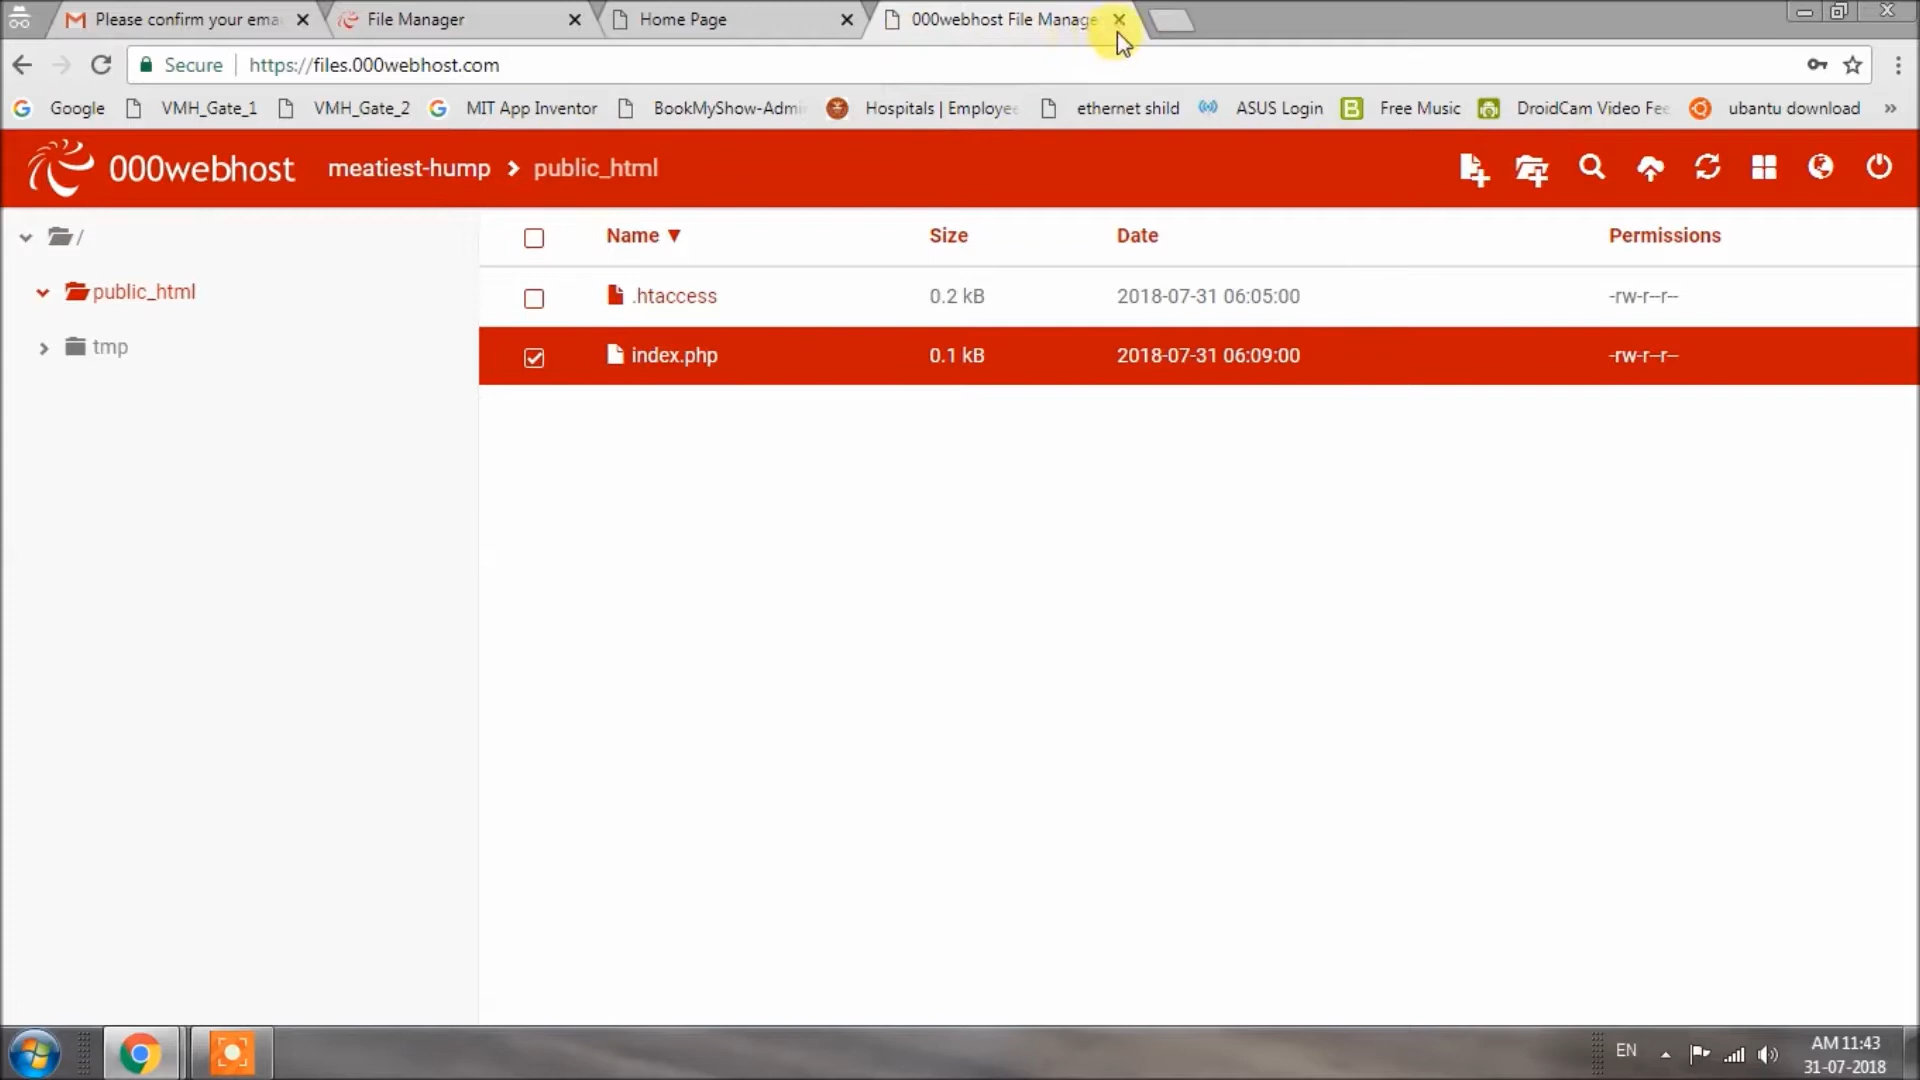 Please confirm your ema
File Manager
Home Page
000webhost File Manage
Secure
https://files.000webhost.com
Google
VMH_Gate_1
VMH_Gate_2
MIT App Inventor
BookMyShow-Admi
Hospitals | Employe
ethernet shild
ASUS Login
Free Music
DroidCam Video Fee
ubantu download
»
000webhost
meatiest-hump
public_html
/
public_html
tmp
Name ▼ Size Date Permissions
.htaccess 0.2 kB 2018-07-31 06:05:00 -rw-r--r--
index.php 0.1 kB 2018-07-31 06:09:00 -rw-r--r--
EN
AM 11:43
31-07-2018